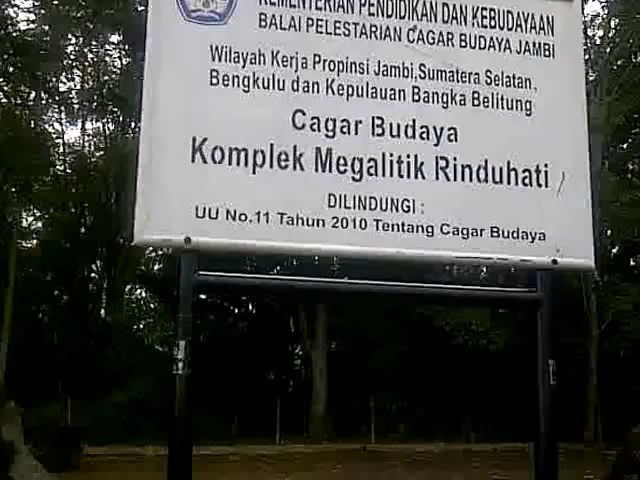 KEMENTERIAN PENDIDIKAN DAN KEBUDAYAAN
BALAI PELESTARIAN CAGAR BUDAYA JAMBI
Wilayah Kerja Propinsi Jambi,Sumatera Selatan,
Bengkulu dan Kepulauan Bangka Belitung
Cagar Budaya
Komplek Megalitik Rinduhati
DILINDUNGI :
UU No.11 Tahun 2010 Tentang Cagar Budaya